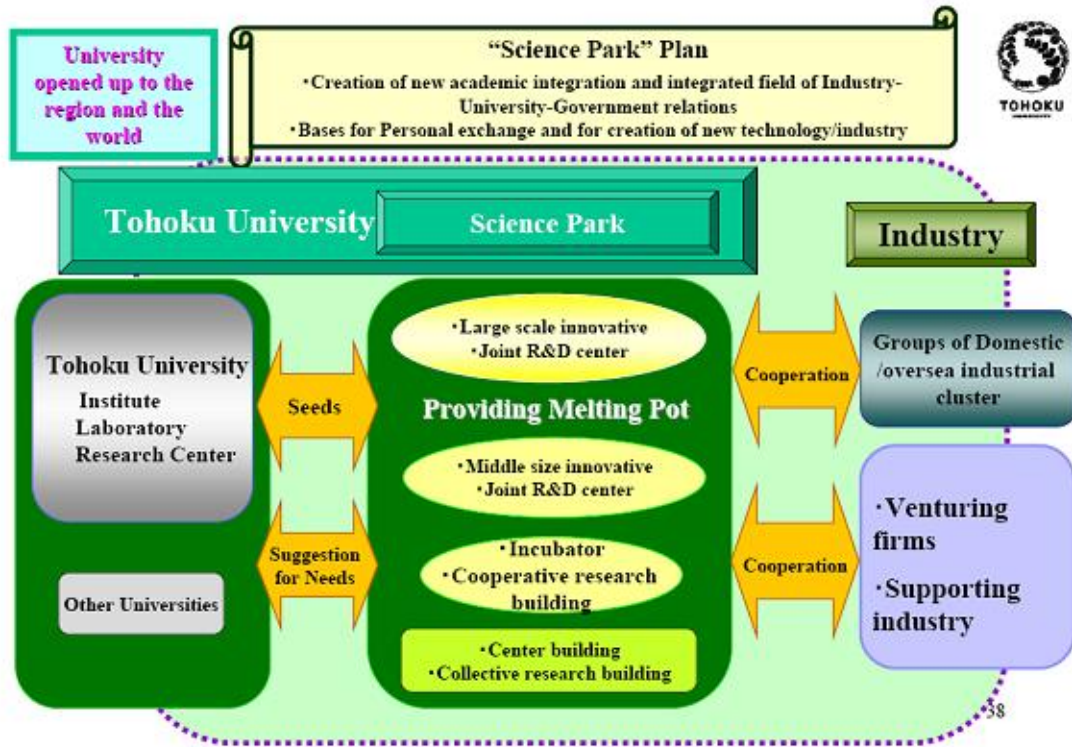 University
opened up to the
region and the
world
“Science Park” Plan
・Creation of new academic integration and integrated field of Industry-
University-Government relations
・Bases for Personal exchange and for creation of new technology/industry
TOHOKU
Tohoku University
Science Park
Industry
Tohoku University
Institute
Laboratory
Research Center
Other Universities
Seeds
Suggestion
for Needs
・Large scale innovative
・Joint R&D center
Providing Melting Pot
・Middle size innovative
・Joint R&D center
・Incubator
・Cooperative research
building
・Center building
・Collective research building
Cooperation
Cooperation
Groups of Domestic
/oversea industrial
cluster
・Venturing
firms
・Supporting
industry
38